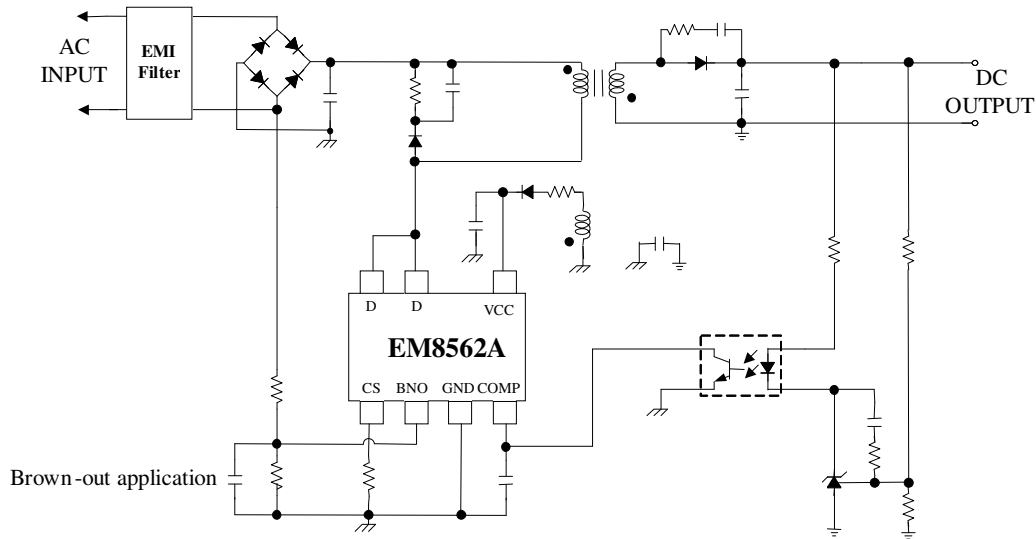 AC
INPUT
EMI
Filter
DC
OUTPUT
D
D
VCC
EM8562A
CS
BNO
GND
COMP
Brown-out application